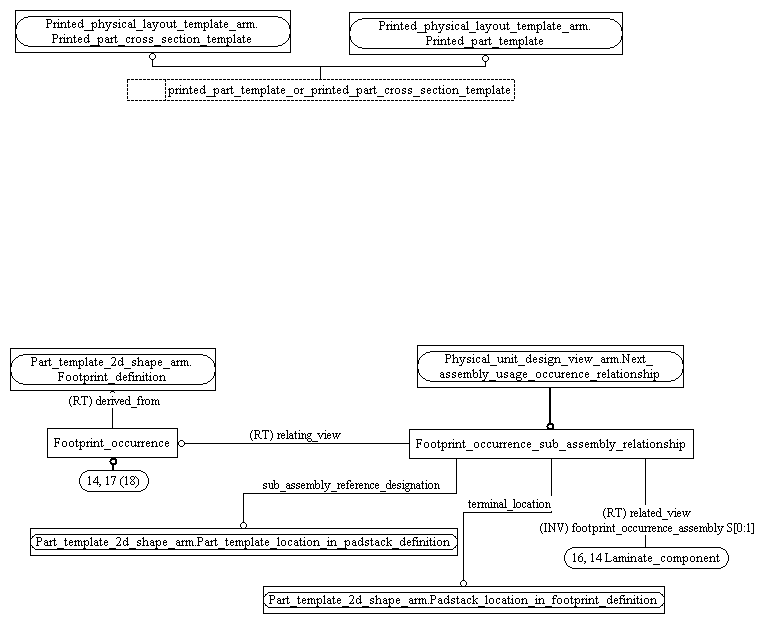 Printed_physical_layout_template_arm.
Printed_part_cross_section_template
Printed_physical_layout_template_arm.
Printed_part_template
printed_part_template_or_printed_part_cross_section_template
Part_template_2d_shape_arm.
Footprint_definition
Physical_unit_design_view_arm.Next_
assembly_usage_occurence_relationship
(RT) derived_from
Footprint_occurrence
(RT) relating_view
Footprint_occurrence_sub_assembly_relationship
14, 17 (18)
sub_assembly_reference_designation
terminal_location
(RT) related_view
(INV) footprint_occurrence_assembly S[0:1]
Part_template_2d_shape_arm.Part_template_location_in_padstack_definition
16, 14 Laminate_component
Part_template_2d_shape_arm.Padstack_location_in_footprint_definition